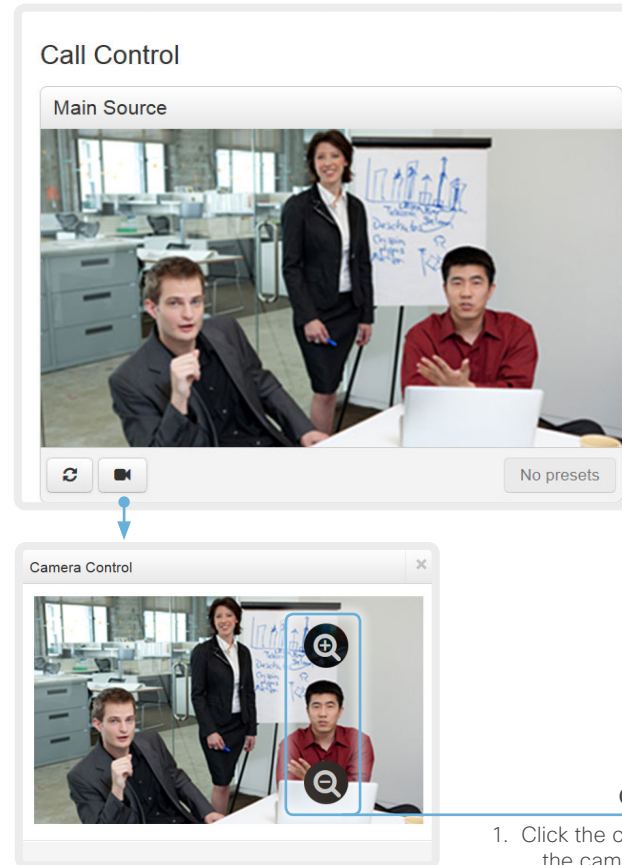 Call Control
Main Source
No presets
Camera Control
1. Click the
the cam